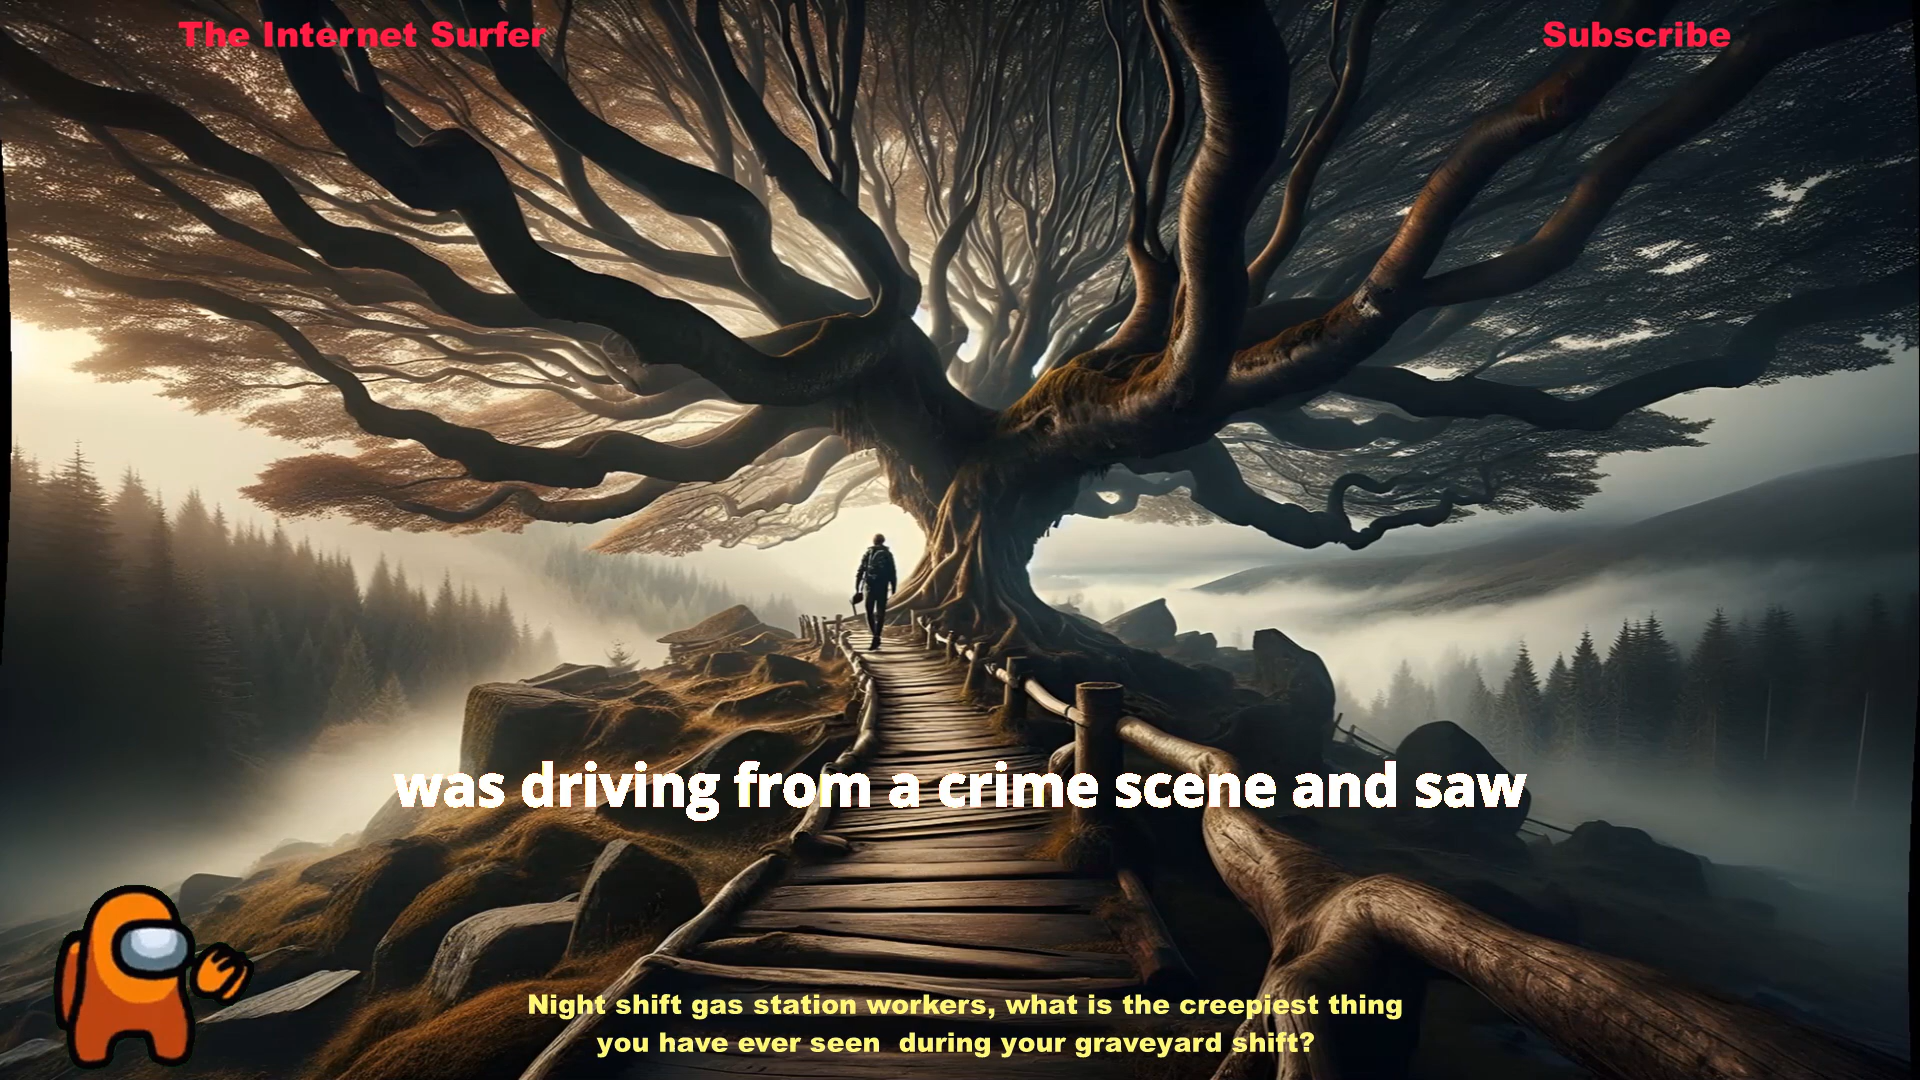 The Internet Surfer
Subscribe
was driving from a crime scene and saw
Night shift gas station workers, what is the creepiest thing
you have ever seen  during your graveyard shift?